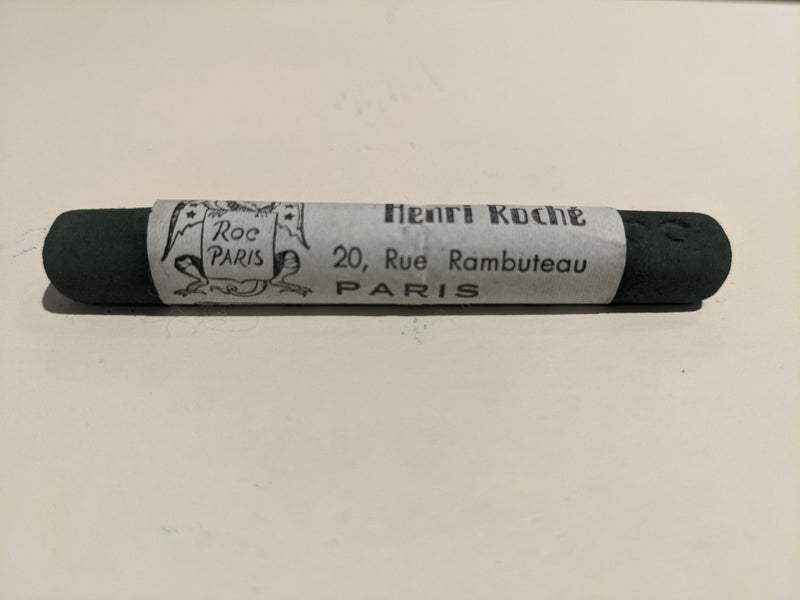 Roc
PARIS
Henri Roché
20, Rue Rambuteau
PARIS